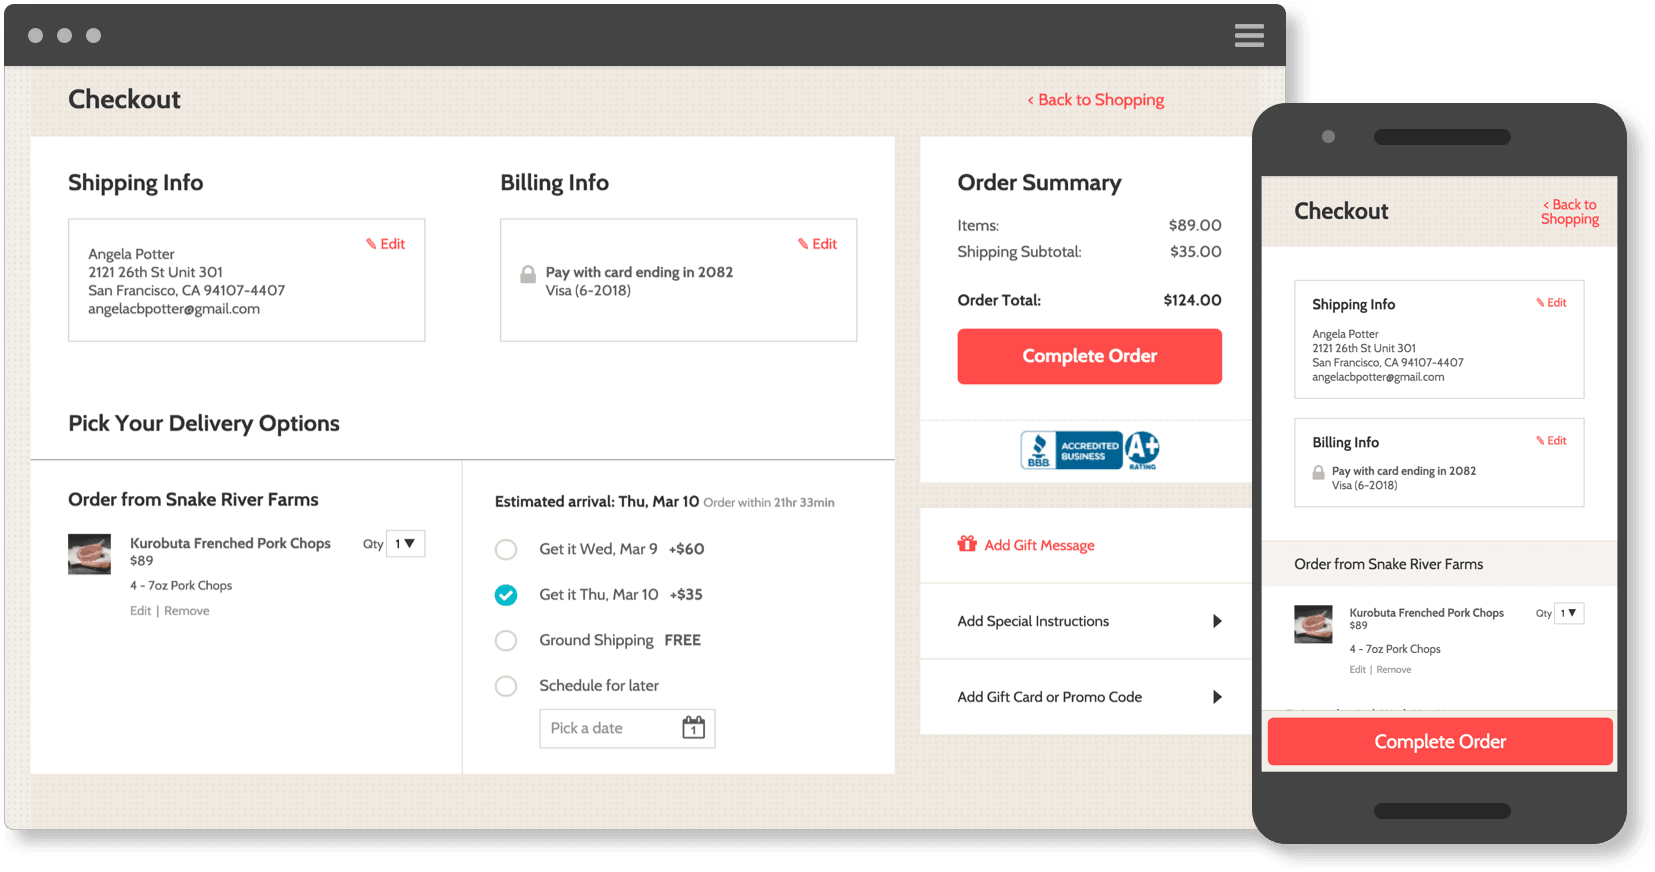 Checkout
< Back to Shopping
Shipping Info
Edit
Angela Potter
2121 26th St Unit 301
San Francisco, CA 94107-4407
angelacbpotter@gmail.com
Billing Info
Edit
Pay with card ending in 2082
Visa (6-2018)
Pick Your Delivery Options
Order from Snake River Farms
Kurobuta Frenched Pork Chops
Qty 1▼
$89
4 - 7oz Pork Chops
Edit | Remove
Estimated arrival: Thu, Mar 10 Order within 21hr 33min
Get it Wed, Mar 9 +$60
Get it Thu, Mar 10 +$35
Ground Shipping FREE
Schedule for later
Pick a date
1
Order Summary
Items: $89.00
Shipping Subtotal: $35.00
Order Total: $124.00
Complete Order
BBB
ACCREDITED
BUSINESS
A+
RATING
Add Gift Message
Add Special Instructions
Add Gift Card or Promo Code
Checkout
< Back to
Shopping
Shipping Info
Edit
Angela Potter
2121 26th St Unit 301
San Francisco, CA 94107-4407
angelacbpotter@gmail.com
Billing Info
Edit
Pay with card ending in 2082
Visa (6-2018)
Order from Snake River Farms
Kurobuta Frenched Pork Chops
Qty 1▼
$89
4 - 7oz Pork Chops
Edit | Remove
Complete Order